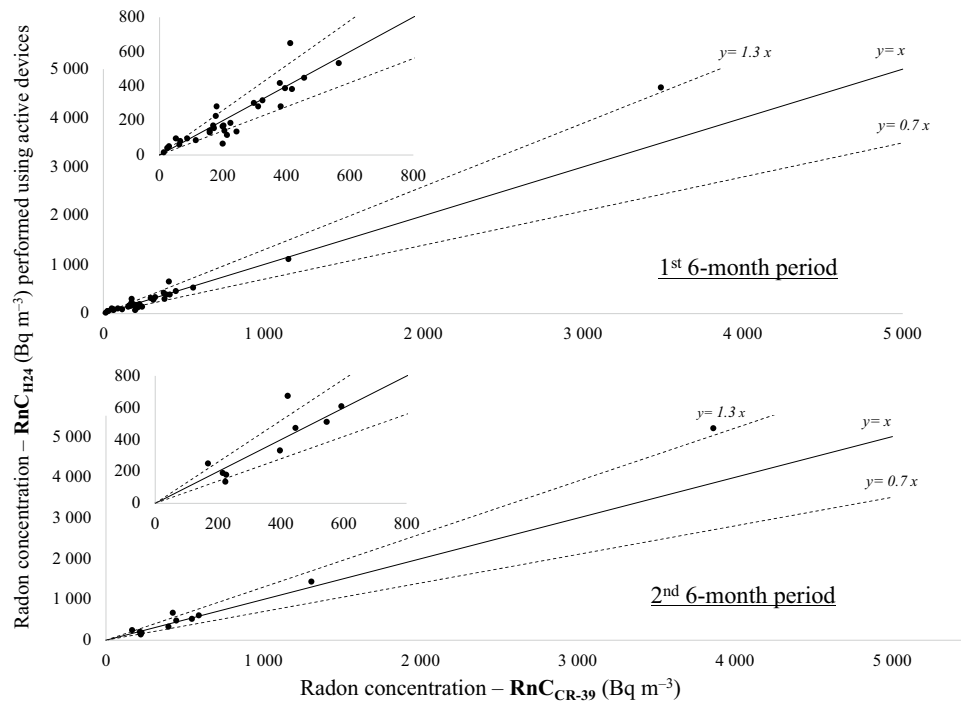 Radon concentration – RnC_H24 (Bq m⁻³) performed using active devices
800
600
400
200
0
0 200 400 600 800
5 000
4 000
3 000
2 000
1 000
0
0 1 000 2 000 3 000 4 000 5 000
y= 1.3 x
y= x
y= 0.7 x
1st 6-month period
800
600
400
200
0
0 200 400 600 800
5 000
4 000
3 000
2 000
1 000
0
0 1 000 2 000 3 000 4 000 5 000
y= 1.3 x
y= x
y= 0.7 x
2nd 6-month period
Radon concentration – RnC_CR-39 (Bq m⁻³)